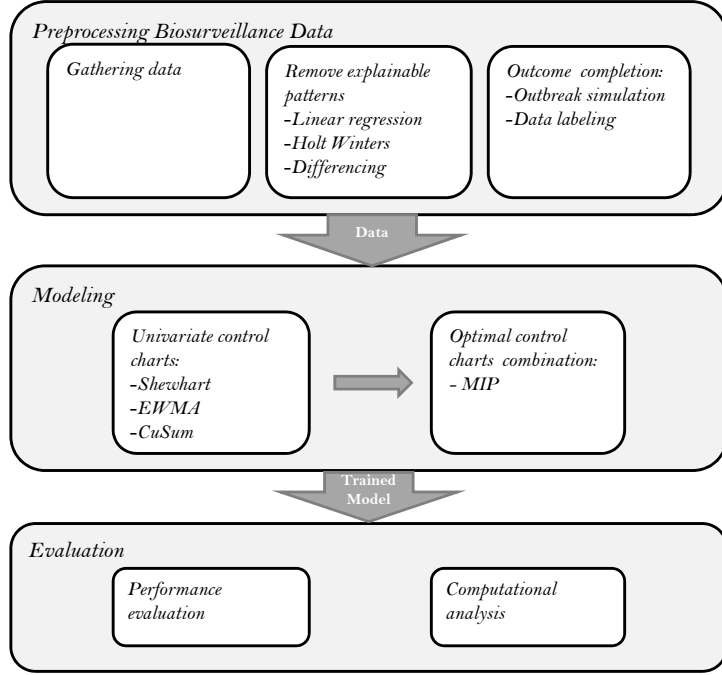 Preprocessing Biosurveillance Data
Gathering data
Remove explainable
patterns
-Linear regression
-Holt Winters
-Differencing
Outcome completion:
-Outbreak simulation
-Data labeling
Data
Modeling
Univariate control
charts:
-Shewhart
-EWMA
-CuSum
Optimal control
charts combination:
- MIP
Trained
Model
Evaluation
Performance
evaluation
Computational
analysis